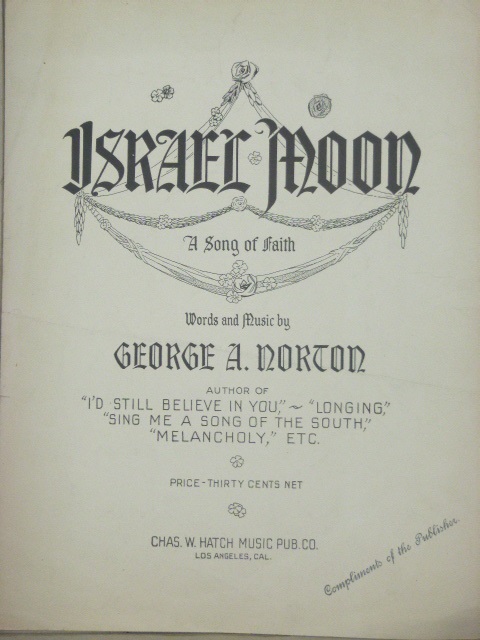 ISRAEL MOON
A Song of Faith
Words and Music by
GEORGE A. NORTON
AUTHOR OF
"I'D STILL BELIEVE IN YOU," ~ "LONGING,"
"SING ME A SONG OF THE SOUTH,"
"MELANCHOLY," ETC.
PRICE - THIRTY CENTS NET
CHAS. W. HATCH MUSIC PUB. CO.
LOS ANGELES, CAL.
Compliments of the Publisher.